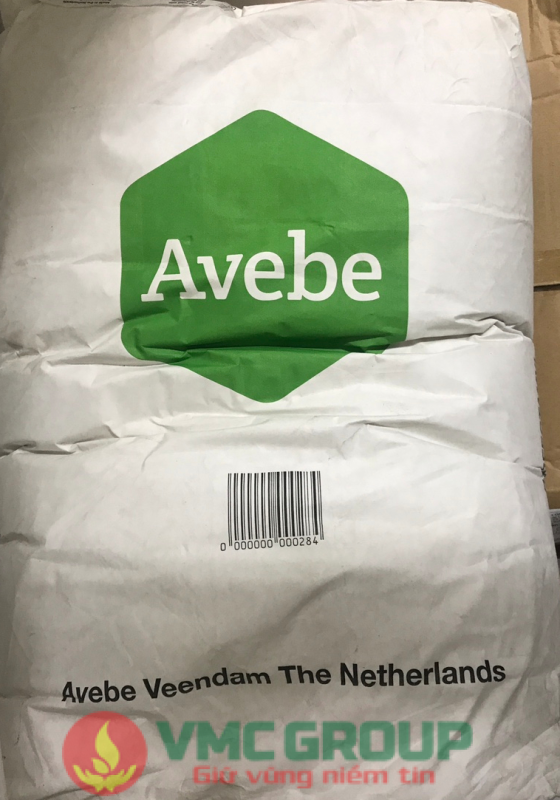 Avebe
0 000000 000284
Avebe Veendam The Netherlands
VMC GROUP
Giữ vững niềm tin